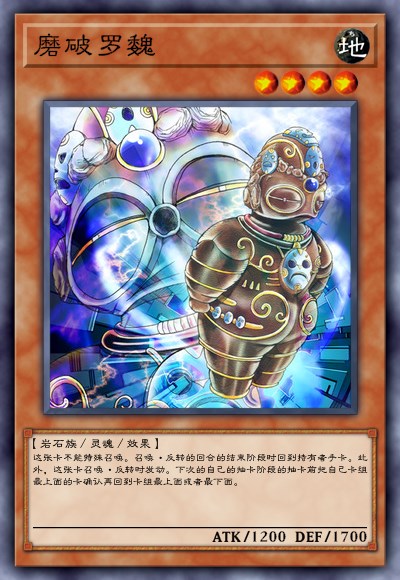 磨破罗魏
地
【岩石族／灵魂／效果】
这张卡不能特殊召唤。召唤·反转的回合的结束阶段时回到持有者手卡。此
外，这张卡召唤·反转时发动。下次的自己的抽卡阶段的抽卡前把自己卡组
最上面的卡确认再回到卡组最上面或者最下面。
ATK/1200 DEF/1700